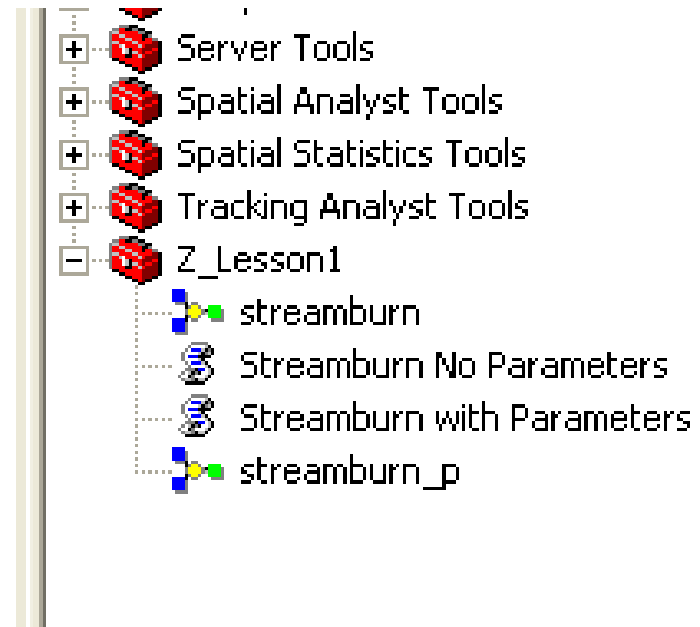 Server Tools
Spatial Analyst Tools
Spatial Statistics Tools
Tracking Analyst Tools
Z_Lesson1
streamburn
Streamburn No Parameters
Streamburn with Parameters
streamburn_p